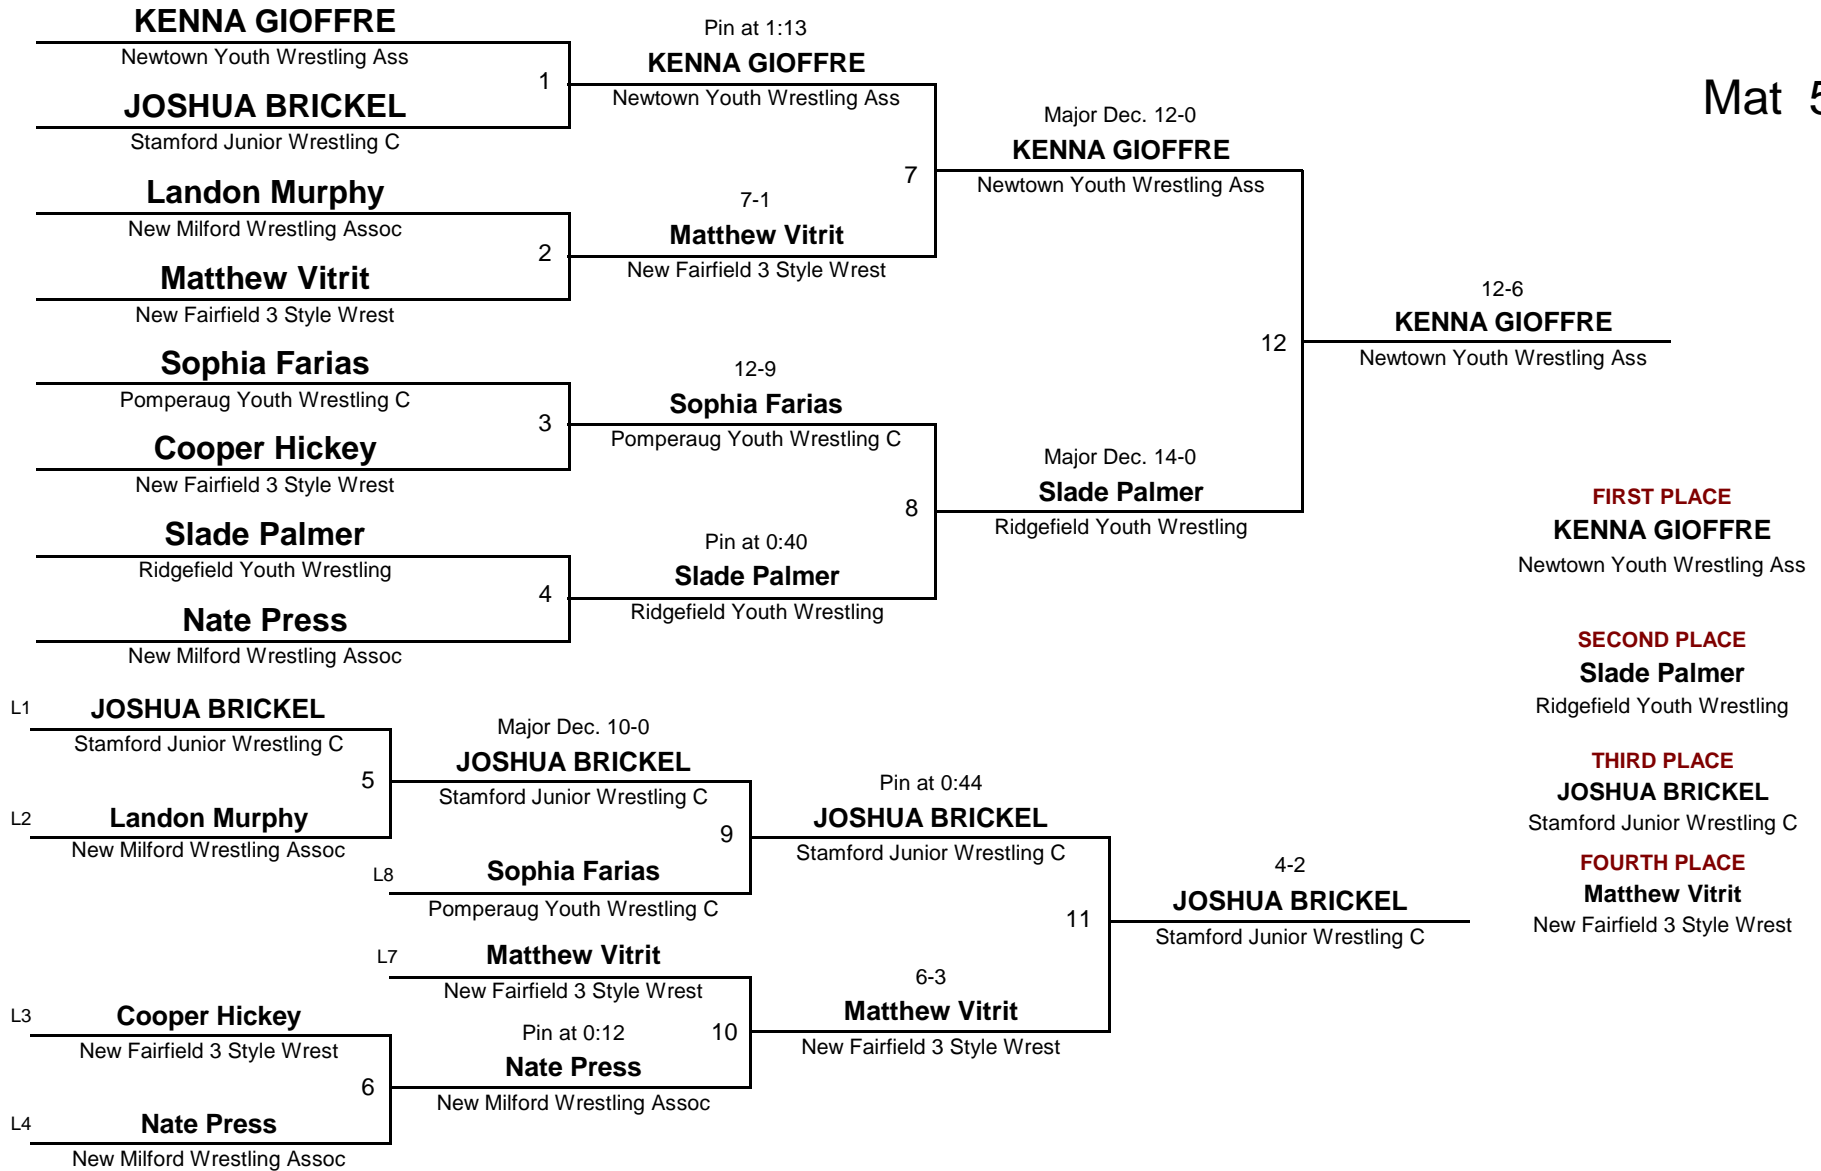 KENNA GIOFFRE
Newtown Youth Wrestling Ass
1
JOSHUA BRICKEL
Stamford Junior Wrestling C
Landon Murphy
New Milford Wrestling Assoc
2
Matthew Vitrit
New Fairfield 3 Style Wrest
Sophia Farias
Pomperaug Youth Wrestling C
3
Cooper Hickey
New Fairfield 3 Style Wrest
Slade Palmer
Ridgefield Youth Wrestling
4
Nate Press
New Milford Wrestling Assoc
Pin at 1:13
KENNA GIOFFRE
Newtown Youth Wrestling Ass
7
7-1
Matthew Vitrit
New Fairfield 3 Style Wrest
12-9
Sophia Farias
Pomperaug Youth Wrestling C
8
Pin at 0:40
Slade Palmer
Ridgefield Youth Wrestling
Major Dec. 12-0
KENNA GIOFFRE
Newtown Youth Wrestling Ass
12
Major Dec. 14-0
Slade Palmer
Ridgefield Youth Wrestling
12-6
KENNA GIOFFRE
Newtown Youth Wrestling Ass
Mat 5
FIRST PLACE
KENNA GIOFFRE
Newtown Youth Wrestling Ass
SECOND PLACE
Slade Palmer
Ridgefield Youth Wrestling
THIRD PLACE
JOSHUA BRICKEL
Stamford Junior Wrestling C
FOURTH PLACE
Matthew Vitrit
New Fairfield 3 Style Wrest
L1 JOSHUA BRICKEL
Stamford Junior Wrestling C
5
L2 Landon Murphy
New Milford Wrestling Assoc
L3 Cooper Hickey
New Fairfield 3 Style Wrest
6
L4 Nate Press
New Milford Wrestling Assoc
Major Dec. 10-0
JOSHUA BRICKEL
Stamford Junior Wrestling C
9
L8 Sophia Farias
Pomperaug Youth Wrestling C
L7 Matthew Vitrit
New Fairfield 3 Style Wrest
Pin at 0:12 10
Nate Press
New Milford Wrestling Assoc
Pin at 0:44
JOSHUA BRICKEL
Stamford Junior Wrestling C
11
6-3
Matthew Vitrit
New Fairfield 3 Style Wrest
4-2
JOSHUA BRICKEL
Stamford Junior Wrestling C